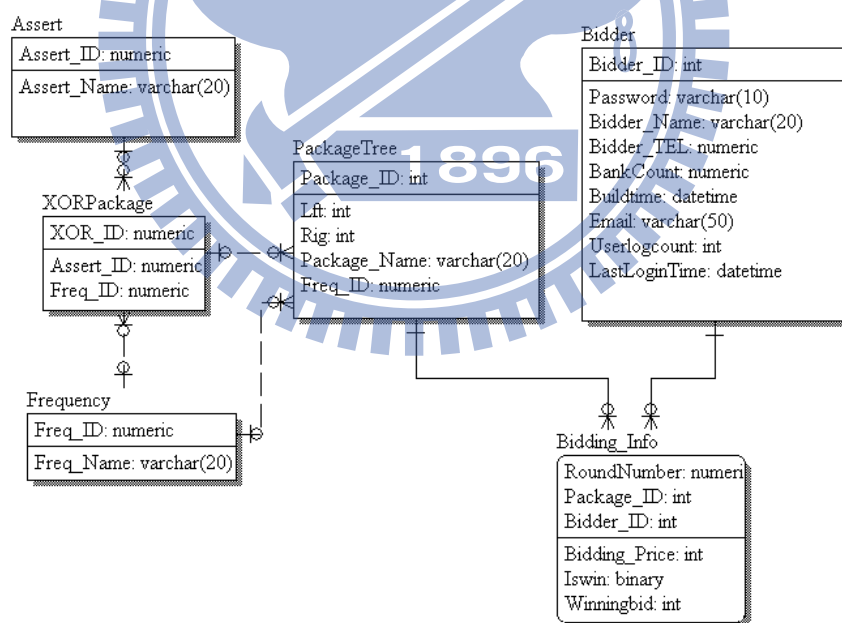 Assert
Assert_ID: numeric
Assert_Name: varchar(20)
Bidder
Bidder_ID: int
Password: varchar(10)
Bidder_Name: varchar(20)
Bidder_TEL: numeric
BankCount: numeric
Buildtime: datetime
Email: varchar(50)
Userlogcount: int
LastLoginTime: datetime
PackageTree
Package_ID: int
Lft: int
Rig: int
Package_Name: varchar(20)
Freq_ID: numeric
1896
XORPackage
XOR_ID: numeric
Assert_ID: numeric
Freq_ID: numeric
Frequency
Freq_ID: numeric
Freq_Name: varchar(20)
Bidding_Info
RoundNumber: numeri
Package_ID: int
Bidder_ID: int
Bidding_Price: int
Iswin: binary
Winningbid: int